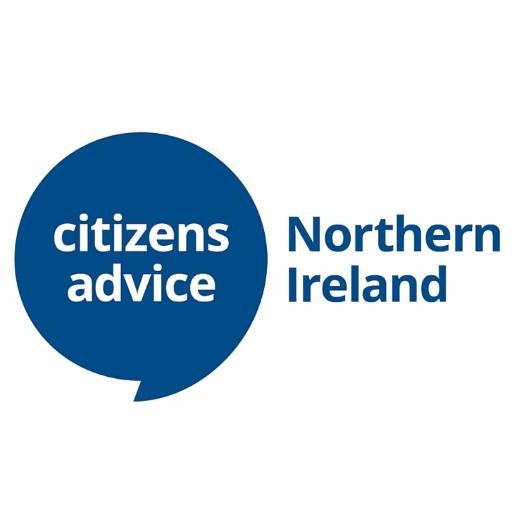 citizens
advice
Northern
Ireland